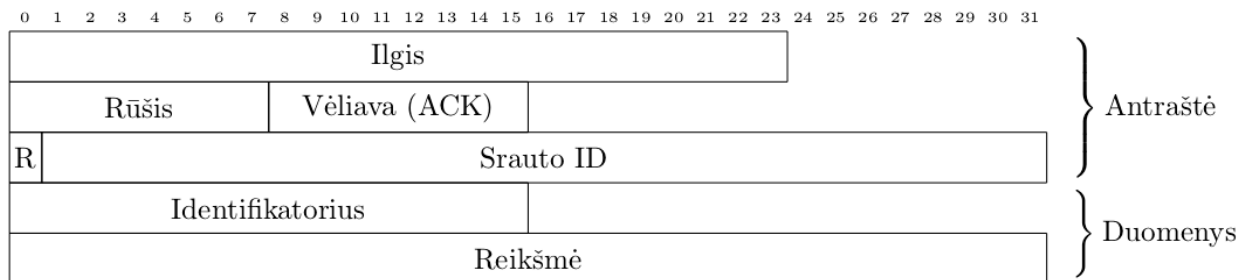 0 1 2 3 4 5 6 7 8 9 10 11 12 13 14 15 16 17 18 19 20 21 22 23 24 25 26 27 28 29 30 31
Ilgis
Rūšis Vėliava (ACK)
Antraštė
R Srauto ID
Identifikatorius
Duomenys
Reikšmė